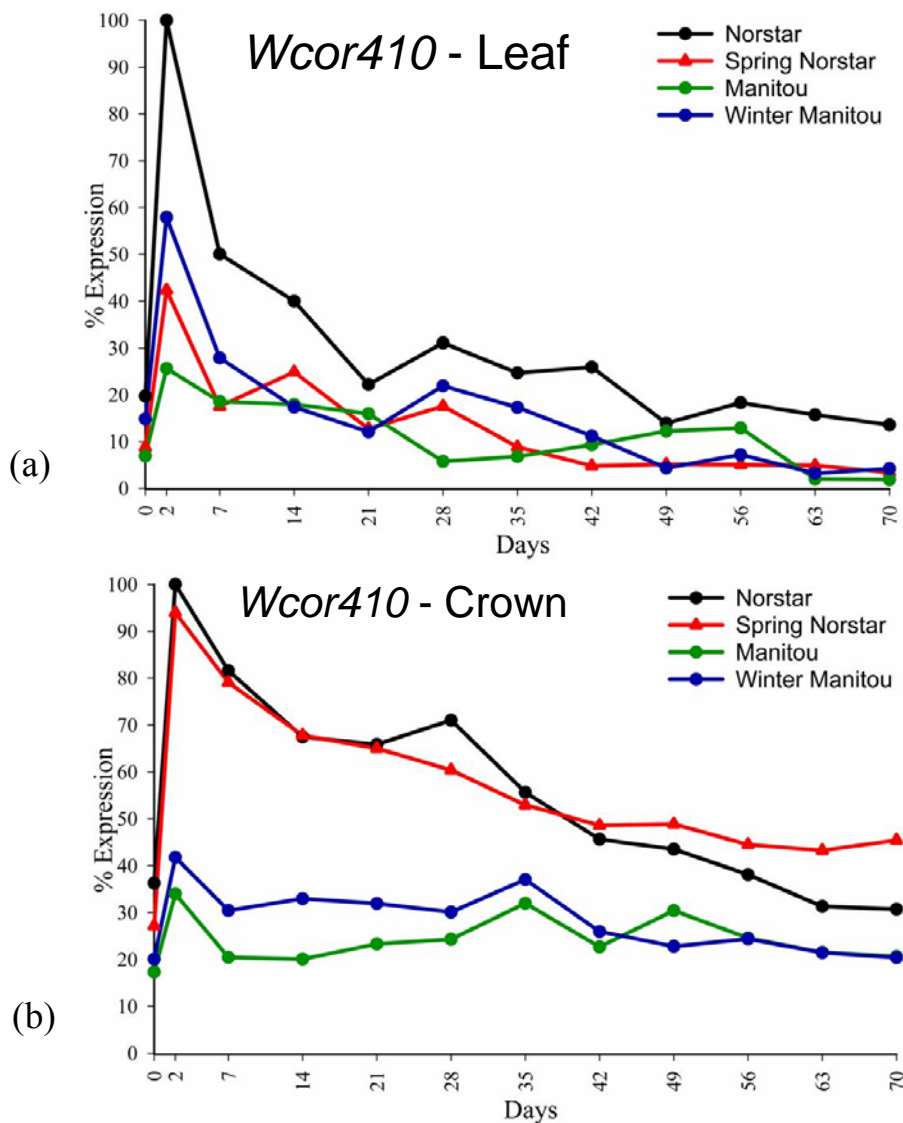 Wcor410 - Leaf
Norstar
Spring Norstar
Manitou
Winter Manitou
% Expression
100
90
80
70
60
50
40
30
20
10
0
0 2 7 14 21 28 35 42 49 56 63 70
Days
(a)
Wcor410 - Crown
Norstar
Spring Norstar
Manitou
Winter Manitou
% Expression
100
90
80
70
60
50
40
30
20
10
0
0 2 7 14 21 28 35 42 49 56 63 70
Days
(b)